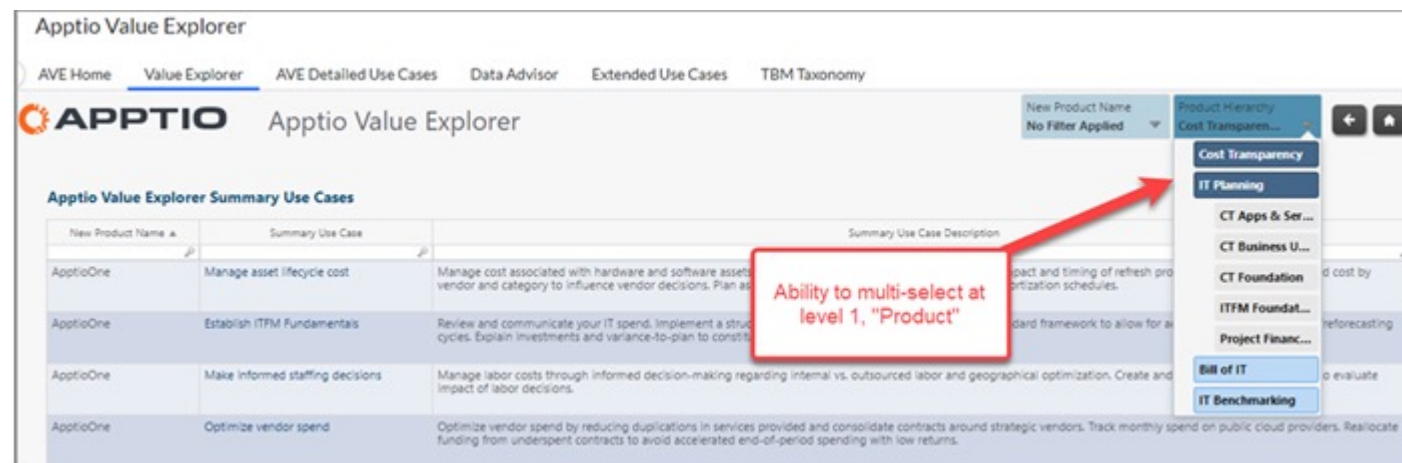 Apptio Value Explorer
AVE Home Value Explorer AVE Detailed Use Cases Data Advisor Extended Use Cases TBM Taxonomy
APPTIO Apptio Value Explorer
New Product Name
No Filter Applied
Product Hierarchy
Cost Transparen...
Cost Transparency
IT Planning
CT Apps & Ser...
CT Business U...
CT Foundation
ITFM Foundat...
Project Financ...
Bill of IT
IT Benchmarking
Ability to multi-select at
level 1, "Product"
Apptio Value Explorer Summary Use Cases
New Product Name Summary Use Case Summary Use Case Description
ApptioOne Manage asset lifecycle cost Manage cost associated with hardware and software assets pact and timing of refresh pro d cost by
vendor and category to influence vendor decisions. Plan as ortization schedules.
ApptioOne Establish ITFM Fundamentals Review and communicate your IT spend. Implement a struc dard framework to allow for a reforecasting
cycles. Explain investments and variance-to-plan to constit
ApptioOne Make informed staffing decisions Manage labor costs through informed decision-making regarding internal vs. outsourced labor and geographical optimization. Create and o evaluate
impact of labor decisions.
ApptioOne Optimize vendor spend Optimize vendor spend by reducing duplications in services provided and consolidate contracts around strategic vendors. Track monthly spend on public cloud providers. Reallocate
funding from underspent contracts to avoid accelerated end-of-period spending with low returns.